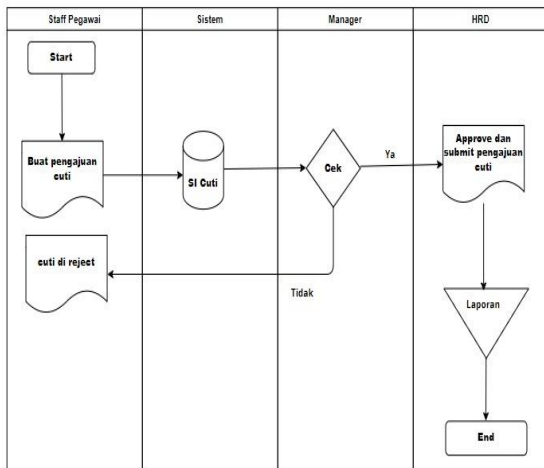 Staff Pegawai
Sistem
Manager
HRD
Start
Buat pengajuan
cuti
SI Cuti
Cek
Ya
Approve dan
submit pengajuan
cuti
cuti di reject
Tidak
Laporan
End